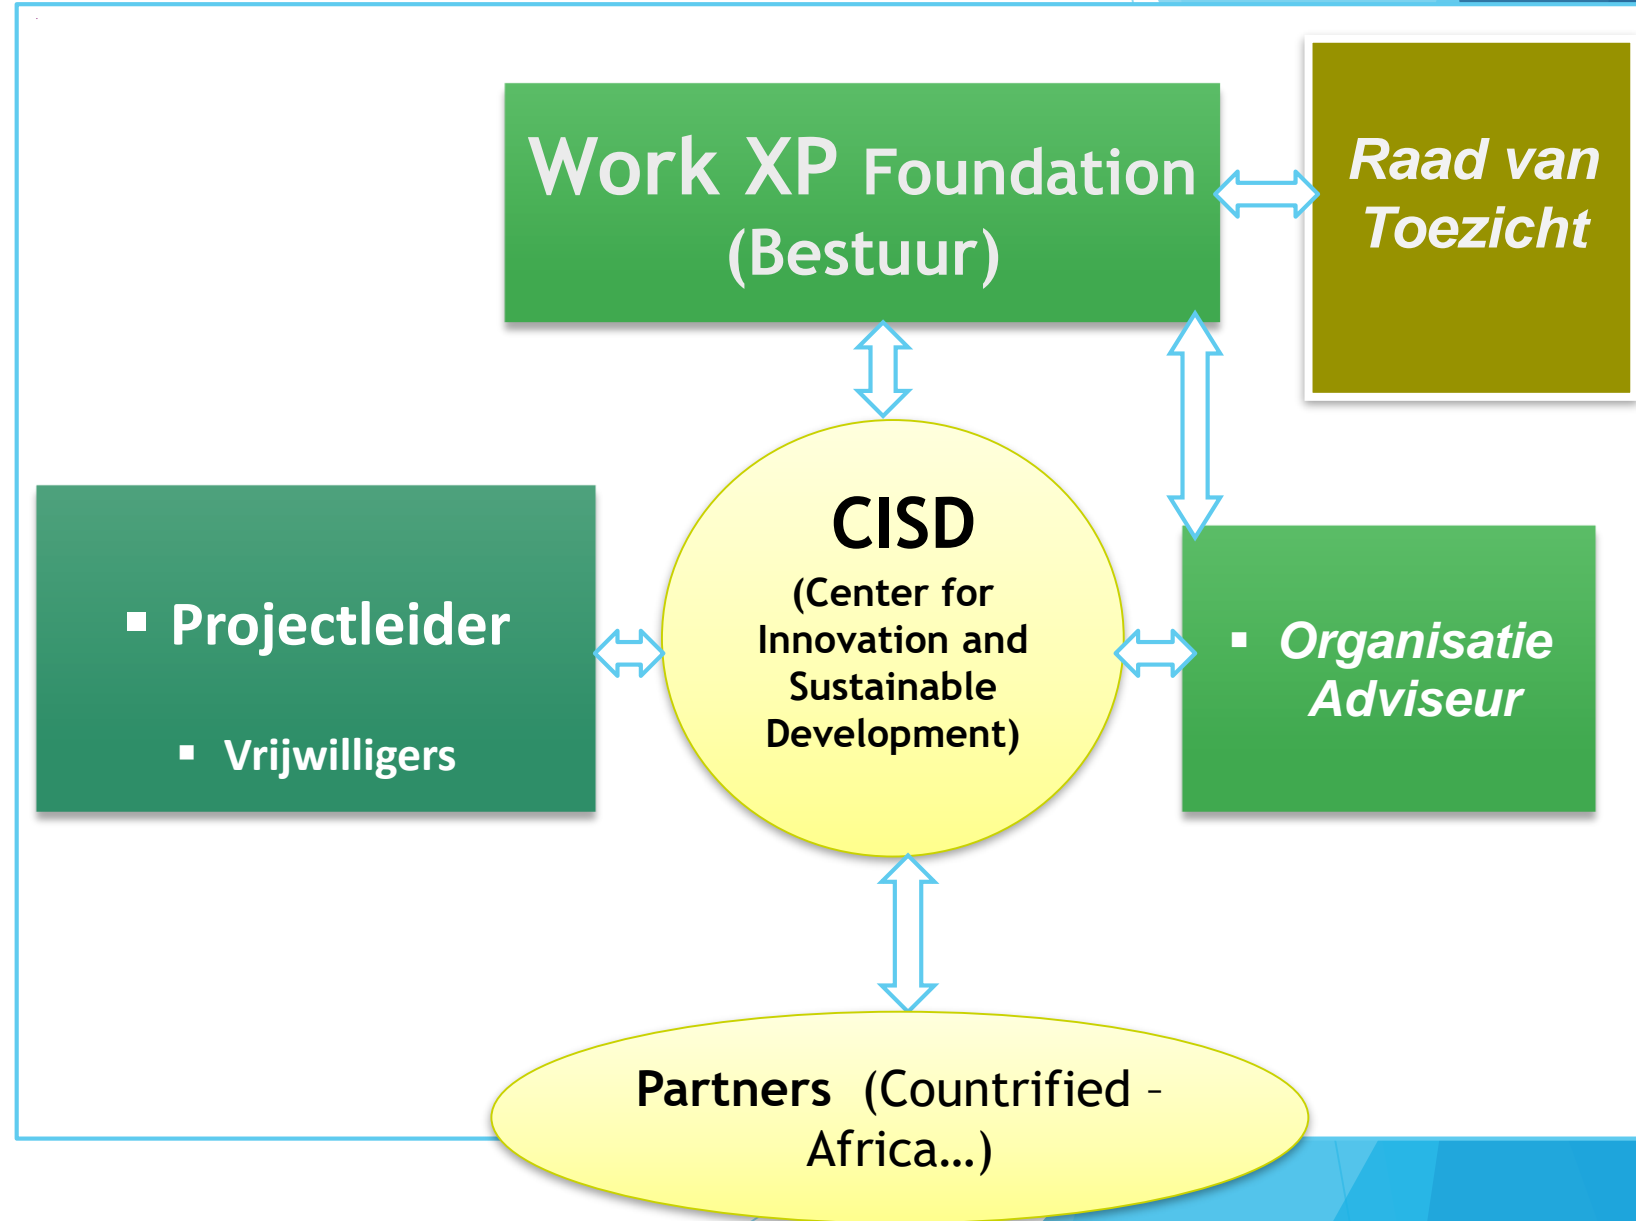 Work XP Foundation
(Bestuur)
Raad van
Toezicht
CISD
(Center for
Innovation and
Sustainable
Development)
▪ Projectleider
▪ Vrijwilligers
▪ Organisatie
Adviseur
Partners (Countrified –
Africa…)